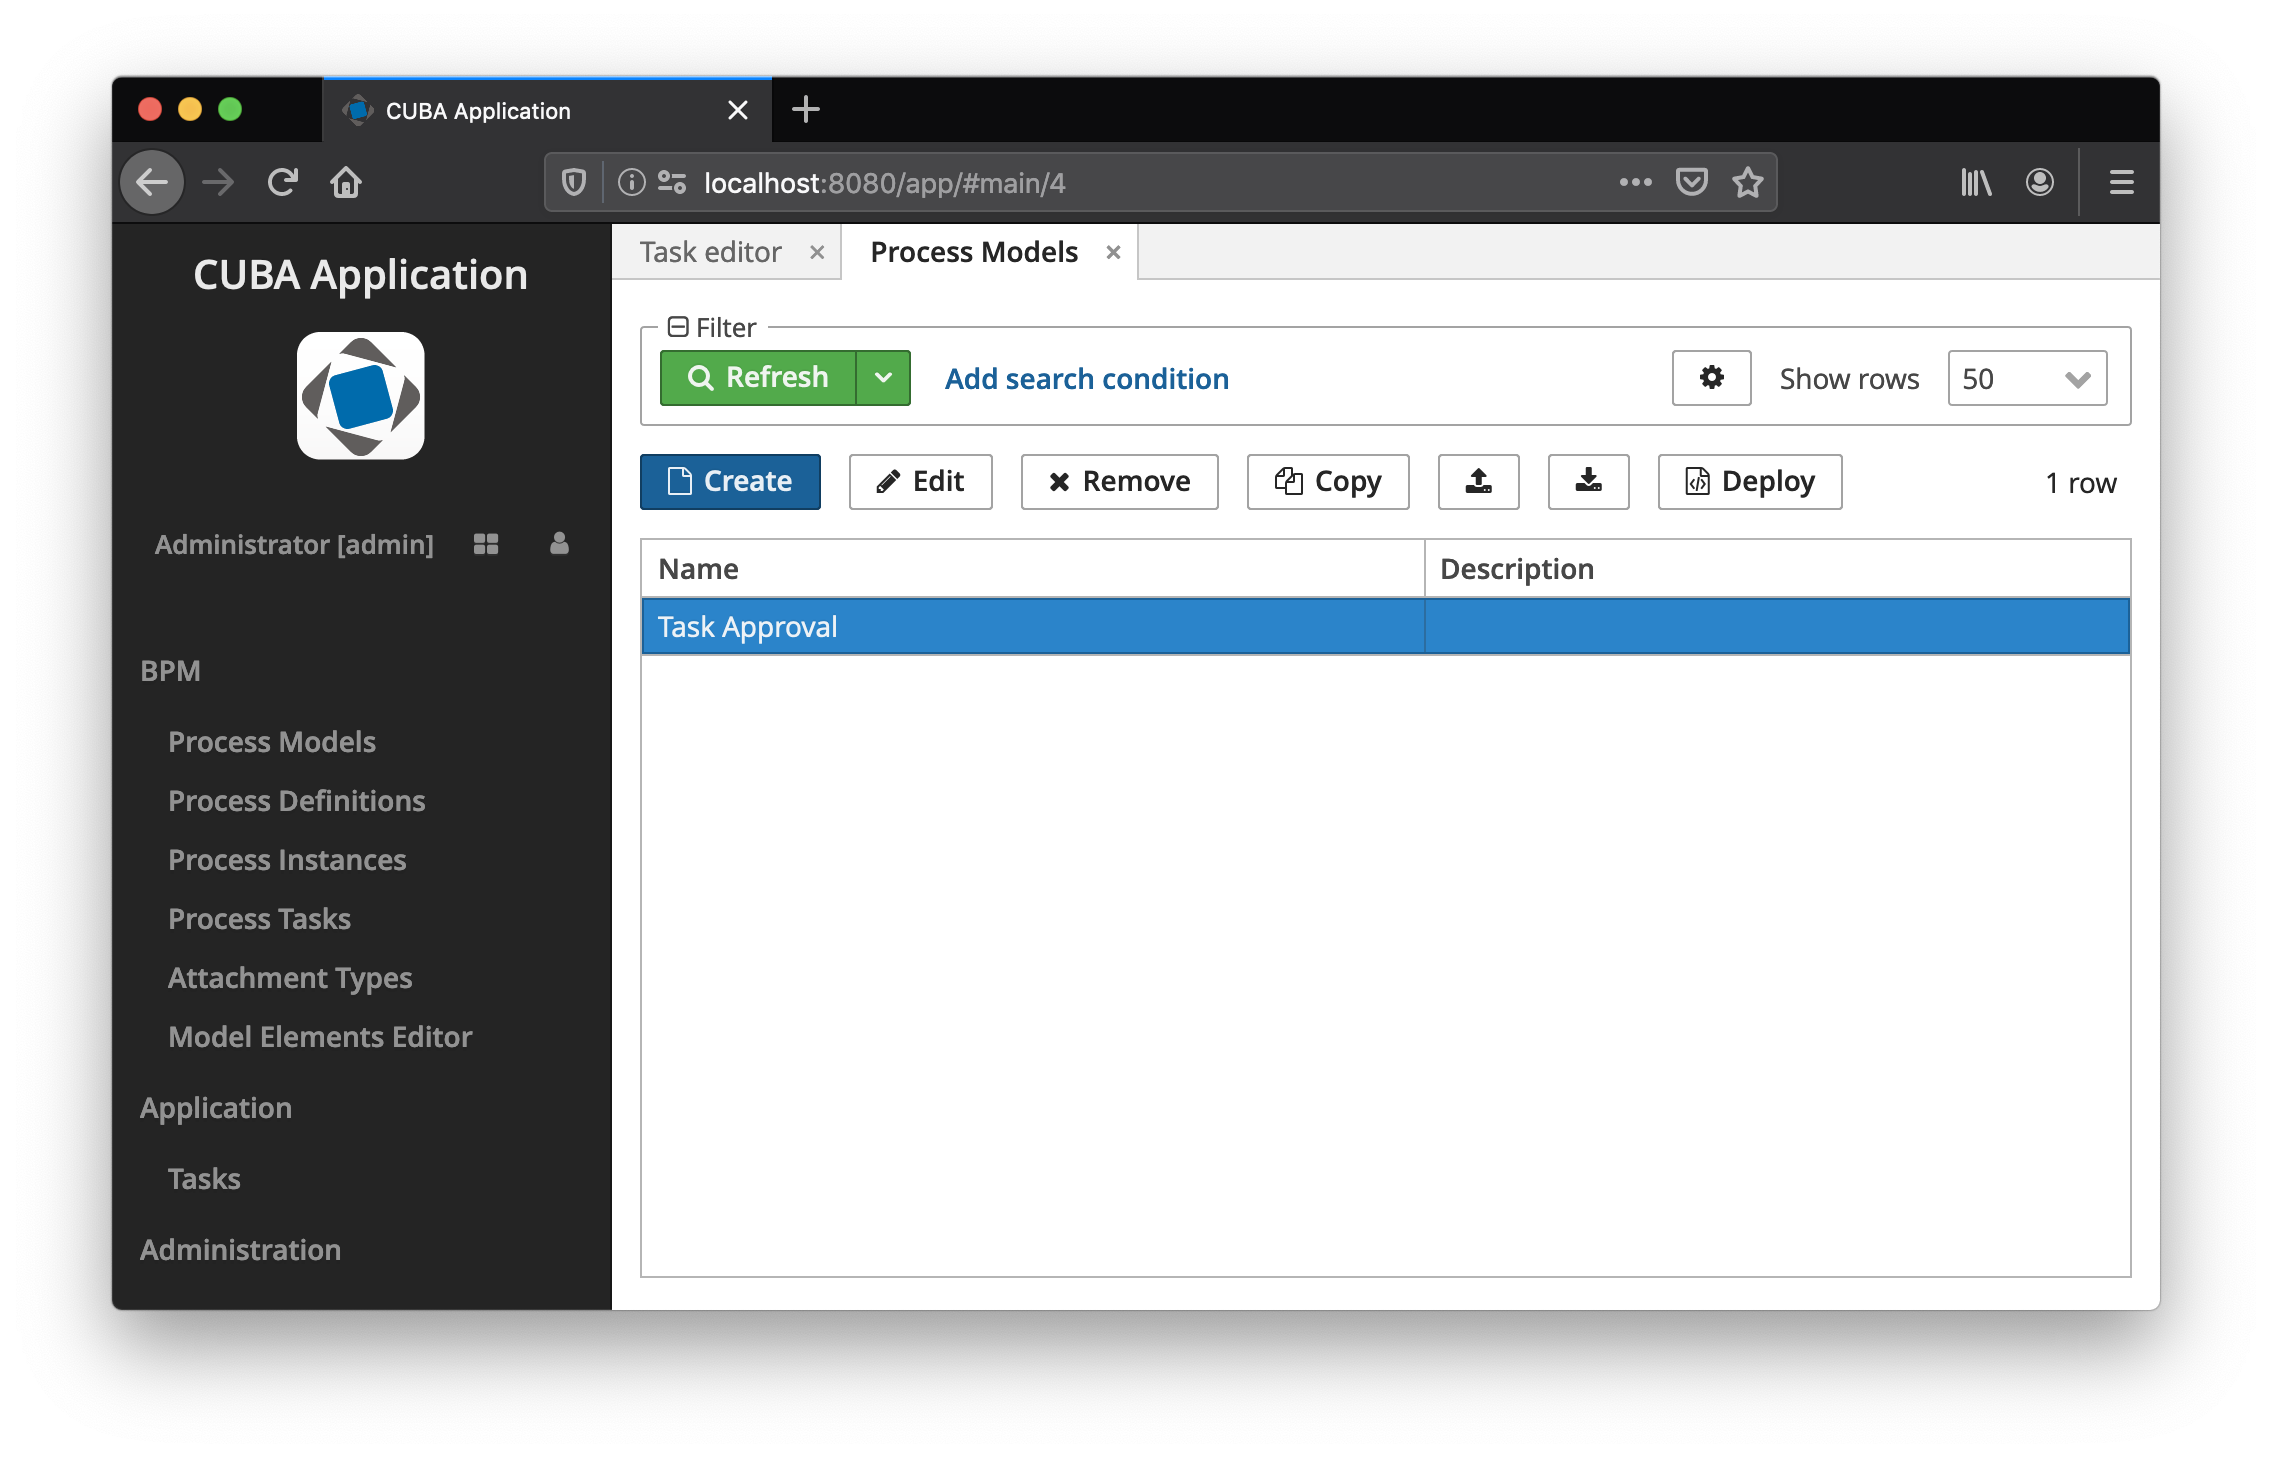 CUBA Application
localhost:8080/app/#main/4
CUBA Application
Administrator [admin]
BPM
Process Models
Process Definitions
Process Instances
Process Tasks
Attachment Types
Model Elements Editor
Application
Tasks
Administration
Task editor
Process Models
Filter
Refresh
Add search condition
Show rows
50
Create
Edit
Remove
Copy
Deploy
1 row
Name
Description
Task Approval